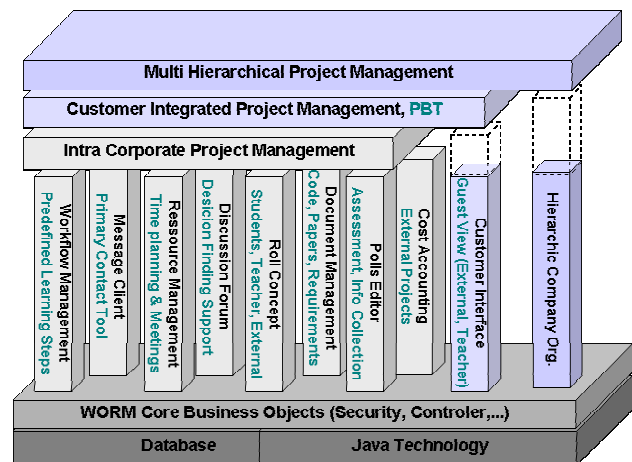 Multi Hierarchical Project Management
Customer Integrated Project Management, PBT
Intra Corporate Project Management
Workflow Management
Predefined Learning Steps
Message Client
Primary Contact Tool
Ressource Management
Time planning & Meetings
Discussion Forum
Desicion Finding Support
Roll Concept
Students, Teacher, External
Document Management
Code, Papers, Requirements
Polls Editor
Assessment, Info Collection
Cost Accounting
External Projects
Customer Interface
Guest View (External, Teacher)
Hierarchic Company Org.
WORM Core Business Objects (Security, Controler,...)
Database
Java Technology